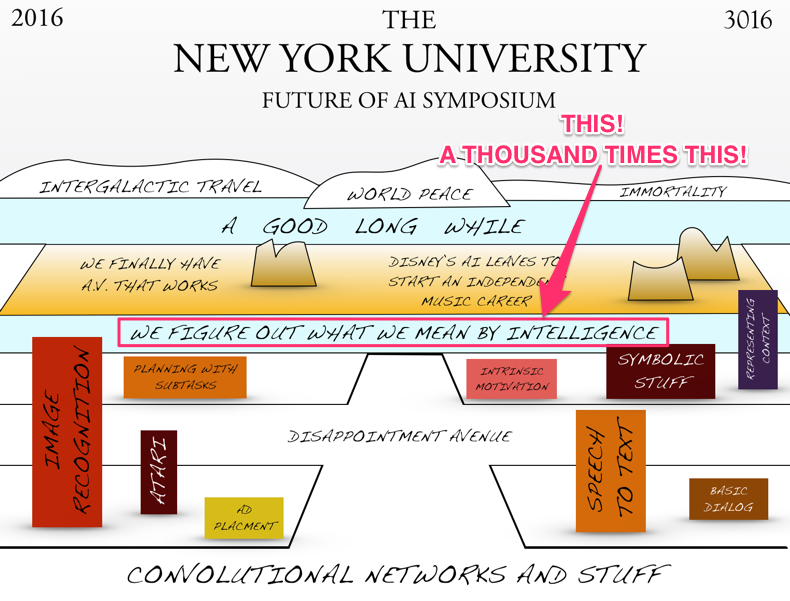 2016
THE
3016
NEW YORK UNIVERSITY
FUTURE OF AI SYMPOSIUM
THIS!
A THOUSAND TIMES THIS!
INTERGALACTIC TRAVEL
WORLD PEACE
IMMORTALITY
A GOOD LONG WHILE
WE FINALLY HAVE
A.V. THAT WORKS
DISNEY'S AI LEAVES TO
START AN INDEPENDENT
MUSIC CAREER
WE FIGURE OUT WHAT WE MEAN BY INTELLIGENCE
REPRESENTING
CONTEXT
IMAGE
RECOGNITION
PLANNING WITH
SUBTASKS
INTRINSIC
MOTIVATION
SYMBOLIC
STUFF
DISAPPOINTMENT AVENUE
ATARI
AD
PLACMENT
SPEECH
TO TEXT
BASIC
DIALOG
CONVOLUTIONAL NETWORKS AND STUFF